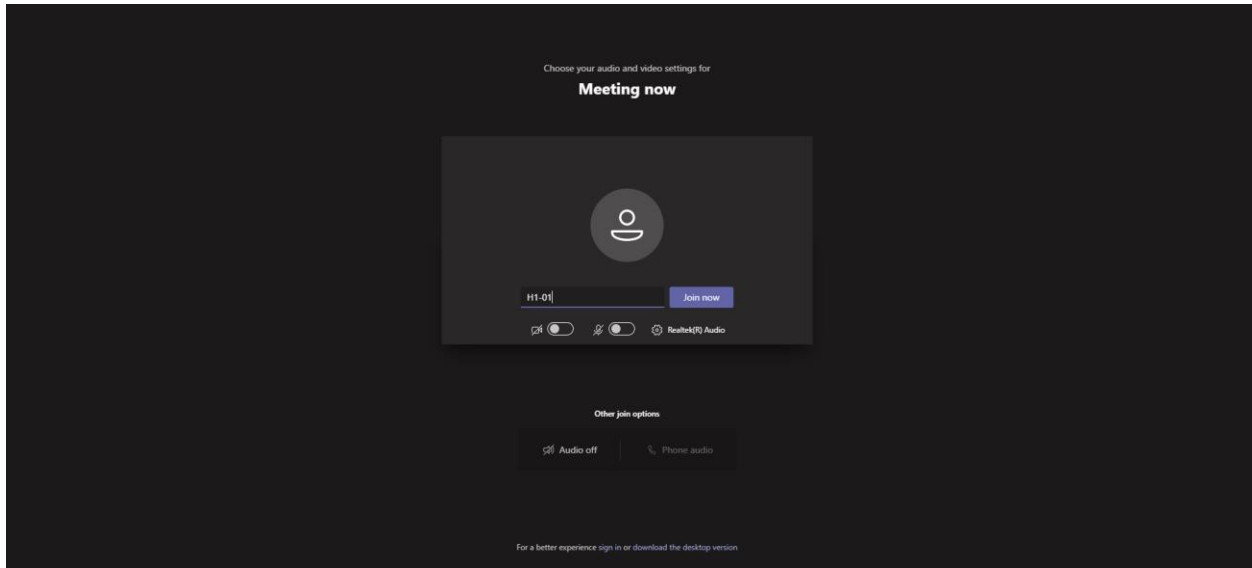 Choose your audio and video settings for
Meeting now
H1-01
Join now
Realtek(R) Audio
Other join options
Audio off
Phone audio
For a better experience sign in or download the desktop version